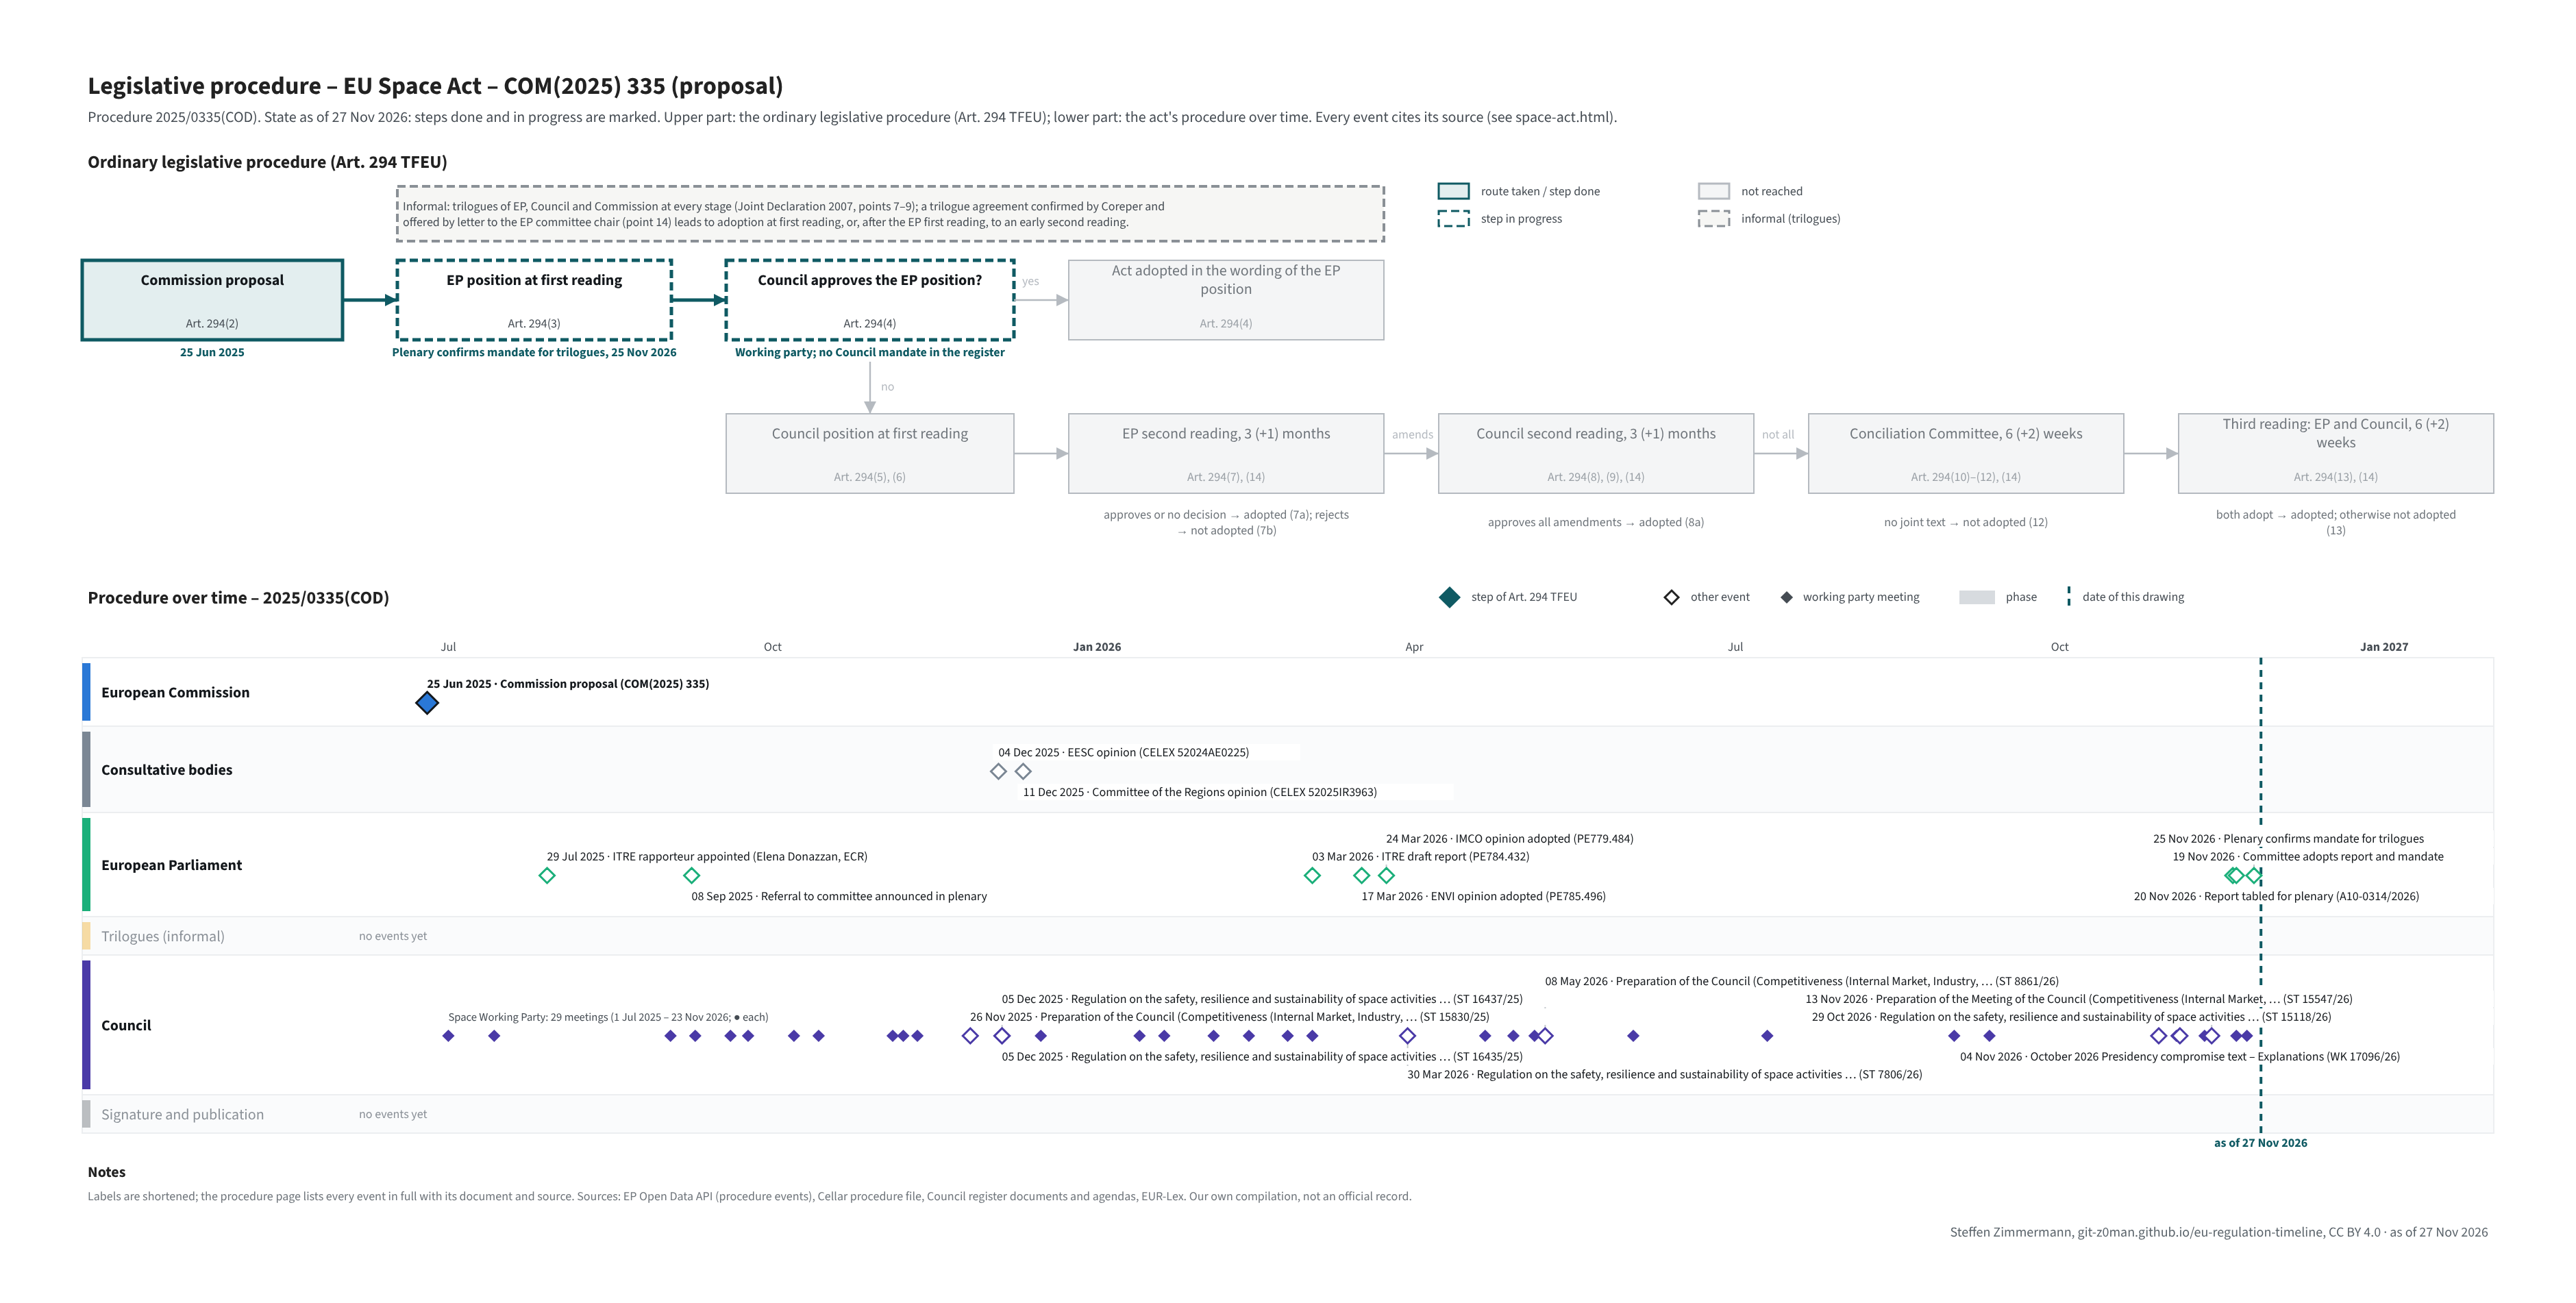 Legislative procedure – EU Space Act – COM(2025) 335 (proposal)
Procedure 2025/0335(COD). State as of 27 Nov 2026: steps done and in progress are marked. Upper part: the ordinary legislative procedure (Art. 294 TFEU); lower part: the act's procedure over time. Every event cites its source (see space-act.html).
Ordinary legislative procedure (Art. 294 TFEU)
Informal: trilogues of EP, Council and Commission at every stage (Joint Declaration 2007, points 7–9); a trilogue agreement confirmed by Coreper and
offered by letter to the EP committee chair (point 14) leads to adoption at first reading, or, after the EP first reading, to an early second reading.
route taken / step done
not reached
step in progress
informal (trilogues)
Commission proposal
Art. 294(2)
25 Jun 2025
EP position at first reading
Art. 294(3)
Plenary confirms mandate for trilogues, 25 Nov 2026
Council approves the EP position?
Art. 294(4)
Working party; no Council mandate in the register
yes
Act adopted in the wording of the EP
position
Art. 294(4)
no
Council position at first reading
Art. 294(5), (6)
EP second reading, 3 (+1) months
Art. 294(7), (14)
approves or no decision → adopted (7a); rejects
→ not adopted (7b)
amends
Council second reading, 3 (+1) months
Art. 294(8), (9), (14)
approves all amendments → adopted (8a)
not all
Conciliation Committee, 6 (+2) weeks
Art. 294(10)–(12), (14)
no joint text → not adopted (12)
Third reading: EP and Council, 6 (+2)
weeks
Art. 294(13), (14)
both adopt → adopted; otherwise not adopted
(13)
Procedure over time – 2025/0335(COD)
step of Art. 294 TFEU
other event
working party meeting
phase
date of this drawing
Jul
Oct
Jan 2026
Apr
Jul
Oct
Jan 2027
European Commission
25 Jun 2025 · Commission proposal (COM(2025) 335)
Consultative bodies
04 Dec 2025 · EESC opinion (CELEX 52024AE0225)
11 Dec 2025 · Committee of the Regions opinion (CELEX 52025IR3963)
European Parliament
24 Mar 2026 · IMCO opinion adopted (PE779.484)
25 Nov 2026 · Plenary confirms mandate for trilogues
29 Jul 2025 · ITRE rapporteur appointed (Elena Donazzan, ECR)
03 Mar 2026 · ITRE draft report (PE784.432)
19 Nov 2026 · Committee adopts report and mandate
08 Sep 2025 · Referral to committee announced in plenary
17 Mar 2026 · ENVI opinion adopted (PE785.496)
20 Nov 2026 · Report tabled for plenary (A10-0314/2026)
Trilogues (informal)
no events yet
Council
08 May 2026 · Preparation of the Council (Competitiveness (Internal Market, Industry, … (ST 8861/26)
05 Dec 2025 · Regulation on the safety, resilience and sustainability of space activities … (ST 16437/25)
13 Nov 2026 · Preparation of the Meeting of the Council (Competitiveness (Internal Market, … (ST 15547/26)
Space Working Party: 29 meetings (1 Jul 2025 – 23 Nov 2026; ● each)
26 Nov 2025 · Preparation of the Council (Competitiveness (Internal Market, Industry, … (ST 15830/25)
29 Oct 2026 · Regulation on the safety, resilience and sustainability of space activities … (ST 15118/26)
05 Dec 2025 · Regulation on the safety, resilience and sustainability of space activities … (ST 16435/25)
04 Nov 2026 · October 2026 Presidency compromise text – Explanations (WK 17096/26)
30 Mar 2026 · Regulation on the safety, resilience and sustainability of space activities … (ST 7806/26)
Signature and publication
no events yet
as of 27 Nov 2026
Notes
Labels are shortened; the procedure page lists every event in full with its document and source. Sources: EP Open Data API (procedure events), Cellar procedure file, Council register documents and agendas, EUR-Lex. Our own compilation, not an official record.
Steffen Zimmermann, git-z0man.github.io/eu-regulation-timeline, CC BY 4.0 · as of 27 Nov 2026